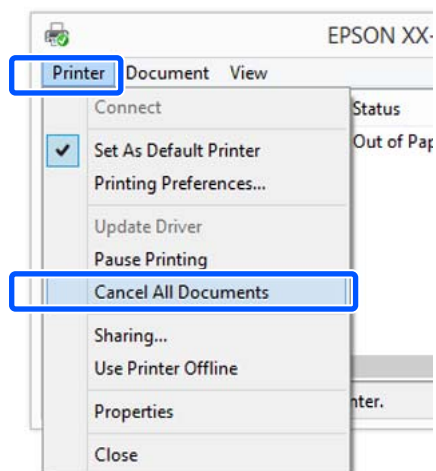 EPSON XX-
Printer Document View
Connect
Status
Set As Default Printer
Out of Pap
Printing Preferences...
Update Driver
Pause Printing
Cancel All Documents
Sharing...
Use Printer Offline
Properties
nter.
Close